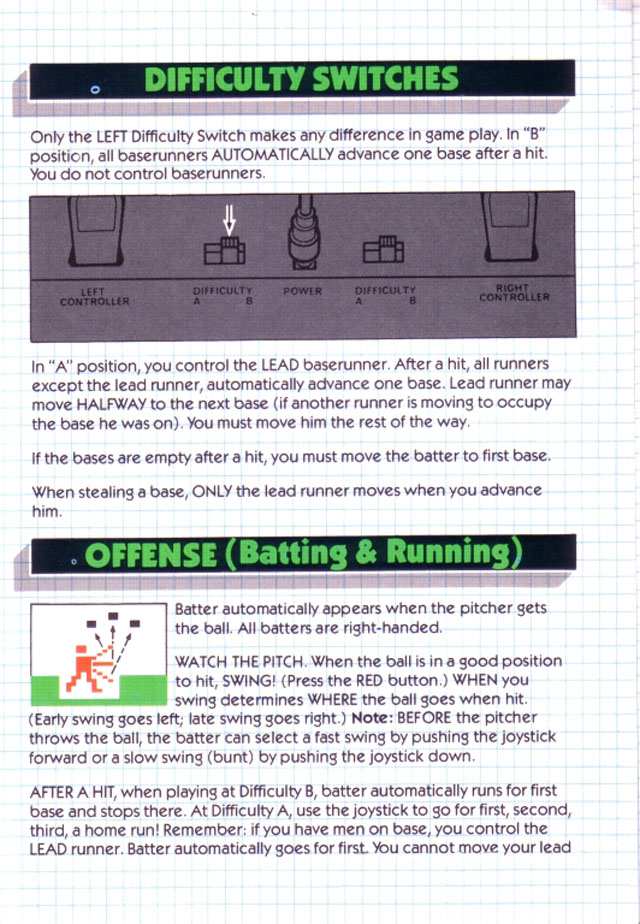 DIFFICULTY SWITCHES
Only the LEFT Difficulty Switch makes any difference in game play. In "B"
position, all baserunners AUTOMATICALLY advance one base after a hit.
You do not control baserunners.
LEFT CONTROLLER
DIFFICULTY
A B
POWER
DIFFICULTY
A B
RIGHT CONTROLLER
In "A" position, you control the LEAD baserunner. After a hit, all runners
except the lead runner, automatically advance one base. Lead runner may
move HALFWAY to the next base (if another runner is moving to occupy
the base he was on). You must move him the rest of the way.
If the bases are empty after a hit, you must move the batter to first base.
When stealing a base, ONLY the lead runner moves when you advance
him.
OFFENSE (Batting & Running)
Batter automatically appears when the pitcher gets
the ball. All batters are right-handed.
WATCH THE PITCH. When the ball is in a good position
to hit, SWING! (Press the RED button.) WHEN you
swing determines WHERE the ball goes when hit.
(Early swing goes left; late swing goes right.) Note: BEFORE the pitcher
throws the ball, the batter can select a fast swing by pushing the joystick
forward or a slow swing (bunt) by pushing the joystick down.
AFTER A HIT, when playing at Difficulty B, batter automatically runs for first
base and stops there. At Difficulty A, use the joystick to go for first, second,
third, a home run! Remember: if you have men on base, you control the
LEAD runner. Batter automatically goes for first. You cannot move your lead